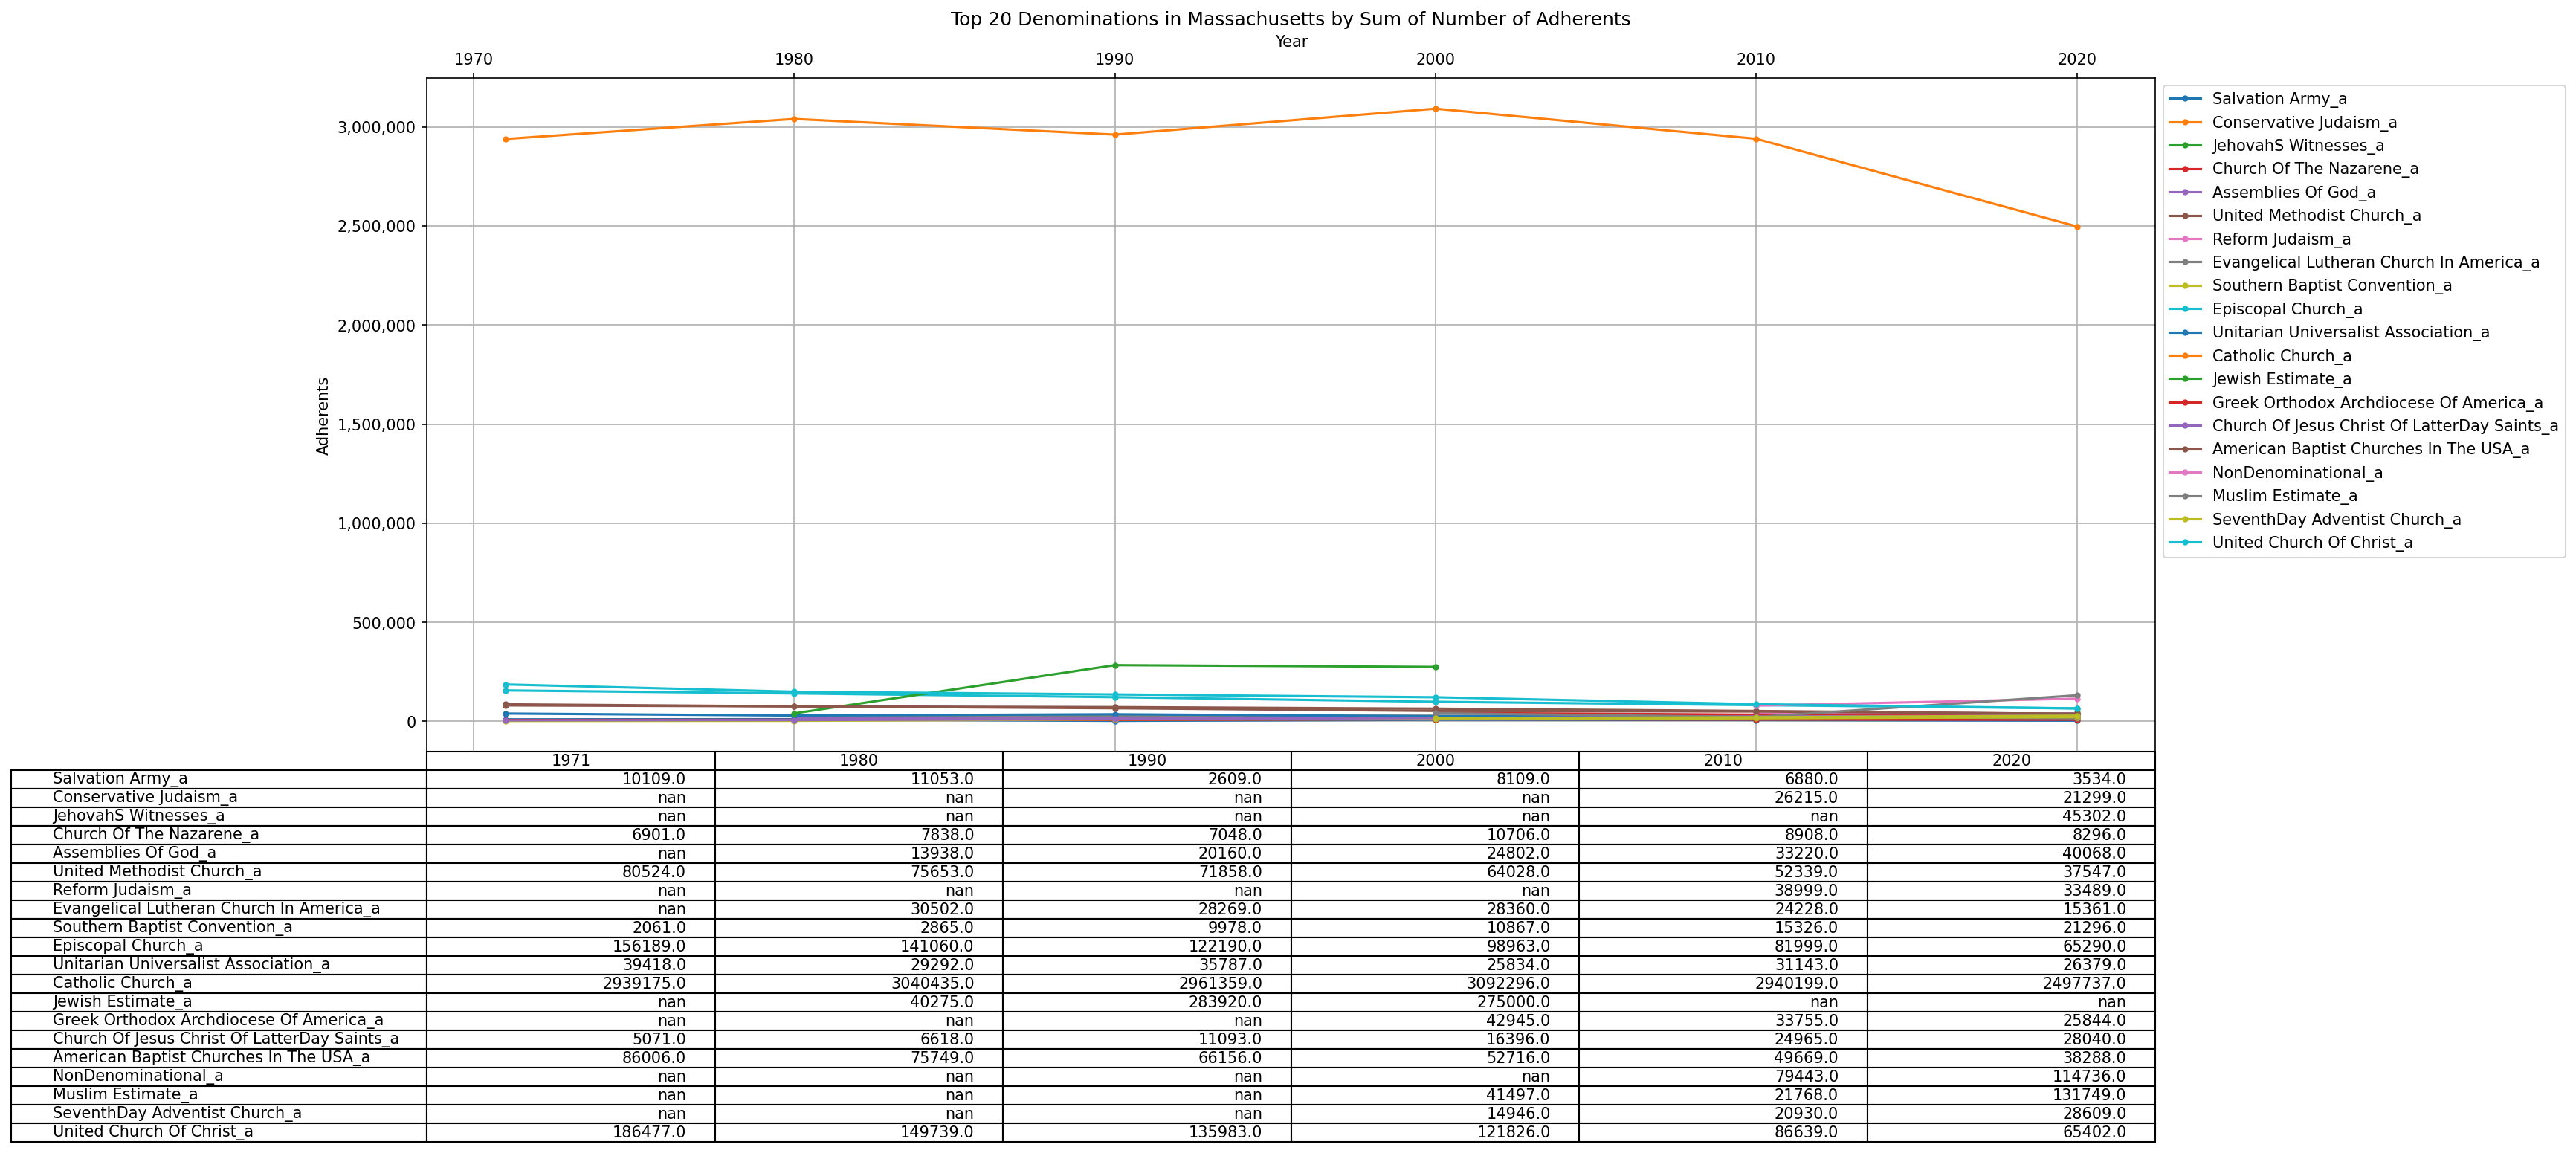 Top 20 Denominations in Massachusetts by Sum of Number of Adherents
Year
1970 1980 1990 2000 2010 2020
3,000,000
2,500,000
2,000,000
1,500,000
1,000,000
500,000
0
Adherents
Salvation Army_a
Conservative Judaism_a
JehovahS Witnesses_a
Church Of The Nazarene_a
Assemblies Of God_a
United Methodist Church_a
Reform Judaism_a
Evangelical Lutheran Church In America_a
Southern Baptist Convention_a
Episcopal Church_a
Unitarian Universalist Association_a
Catholic Church_a
Jewish Estimate_a
Greek Orthodox Archdiocese Of America_a
Church Of Jesus Christ Of LatterDay Saints_a
American Baptist Churches In The USA_a
NonDenominational_a
Muslim Estimate_a
SeventhDay Adventist Church_a
United Church Of Christ_a
1971 1980 1990 2000 2010 2020
Salvation Army_a 10109.0 11053.0 2609.0 8109.0 6880.0 3534.0
Conservative Judaism_a nan nan nan nan 26215.0 21299.0
JehovahS Witnesses_a nan nan nan nan nan 45302.0
Church Of The Nazarene_a 6901.0 7838.0 7048.0 10706.0 8908.0 8296.0
Assemblies Of God_a nan 13938.0 20160.0 24802.0 33220.0 40068.0
United Methodist Church_a 80524.0 75653.0 71858.0 64028.0 52339.0 37547.0
Reform Judaism_a nan nan nan nan 38999.0 33489.0
Evangelical Lutheran Church In America_a nan 30502.0 28269.0 28360.0 24228.0 15361.0
Southern Baptist Convention_a 2061.0 2865.0 9978.0 10867.0 15326.0 21296.0
Episcopal Church_a 156189.0 141060.0 122190.0 98963.0 81999.0 65290.0
Unitarian Universalist Association_a 39418.0 29292.0 35787.0 25834.0 31143.0 26379.0
Catholic Church_a 2939175.0 3040435.0 2961359.0 3092296.0 2940199.0 2497737.0
Jewish Estimate_a nan 40275.0 283920.0 275000.0 nan nan
Greek Orthodox Archdiocese Of America_a nan nan nan 42945.0 33755.0 25844.0
Church Of Jesus Christ Of LatterDay Saints_a 5071.0 6618.0 11093.0 16396.0 24965.0 28040.0
American Baptist Churches In The USA_a 86006.0 75749.0 66156.0 52716.0 49669.0 38288.0
NonDenominational_a nan nan nan nan 79443.0 114736.0
Muslim Estimate_a nan nan nan 41497.0 21768.0 131749.0
SeventhDay Adventist Church_a nan nan nan 14946.0 20930.0 28609.0
United Church Of Christ_a 186477.0 149739.0 135983.0 121826.0 86639.0 65402.0